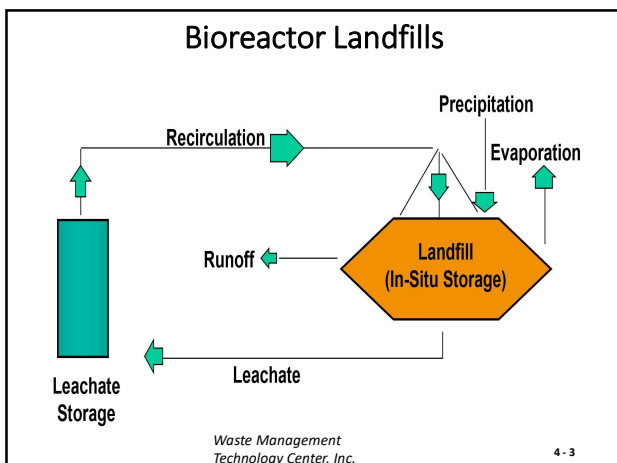 Bioreactor Landfills
Precipitation
Recirculation
Evaporation
Runoff
Landfill
(In-Situ Storage)
Leachate
Leachate
Storage
Waste Management
Technology Center, Inc.
4 - 3